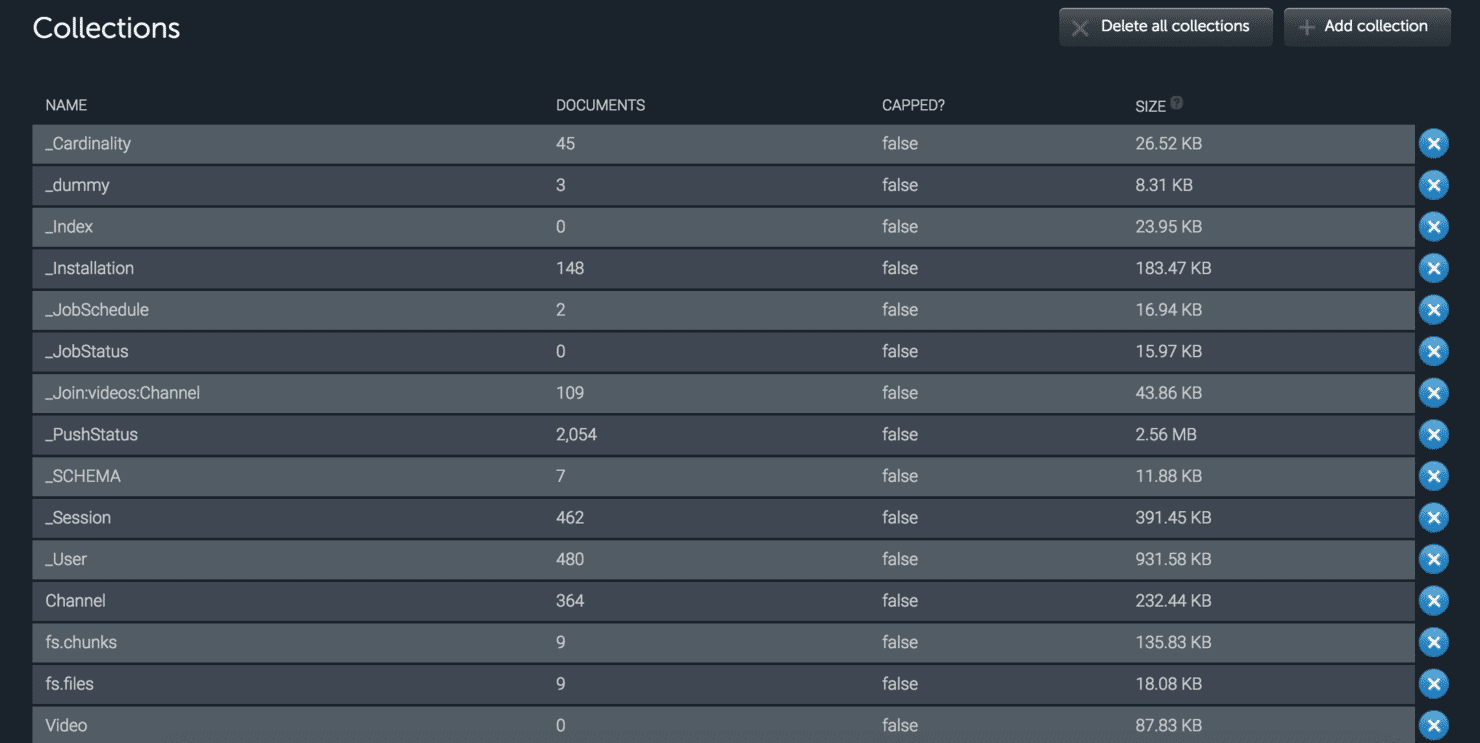 Collections
Delete all collections
Add collection
NAME DOCUMENTS CAPPED? SIZE ?
_Cardinality 45 false 26.52 KB
_dummy 3 false 8.31 KB
_Index 0 false 23.95 KB
_Installation 148 false 183.47 KB
_JobSchedule 2 false 16.94 KB
_JobStatus 0 false 15.97 KB
_Join:videos:Channel 109 false 43.86 KB
_PushStatus 2,054 false 2.56 MB
_SCHEMA 7 false 11.88 KB
_Session 462 false 391.45 KB
_User 480 false 931.58 KB
Channel 364 false 232.44 KB
fs.chunks 9 false 135.83 KB
fs.files 9 false 18.08 KB
Video 0 false 87.83 KB